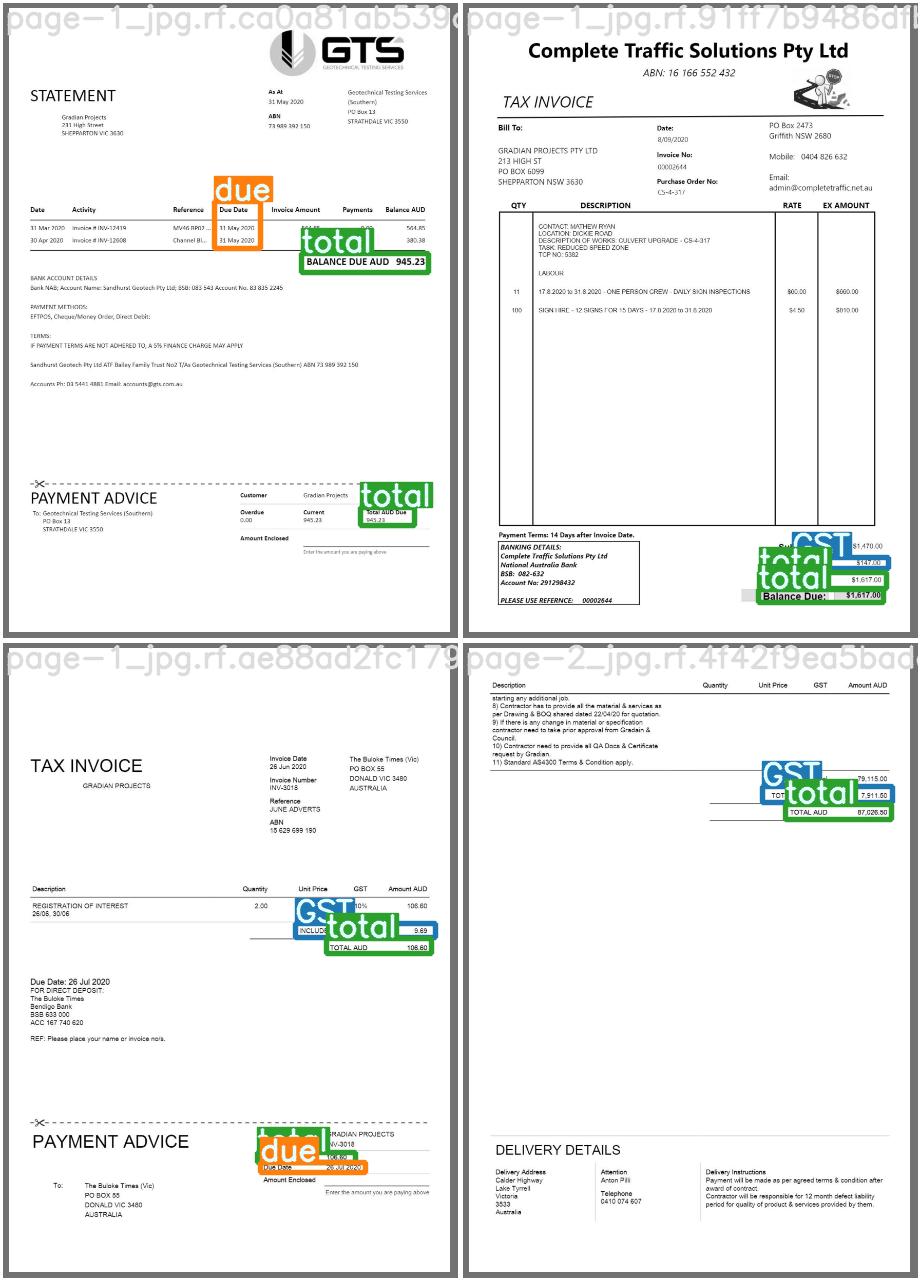 page-1_jpg.rf.ca0a81ab539
GTS
GEOTECHNICAL TESTING SERVICES
STATEMENT
Gradian Projects
231 High Street
SHEPPARTON VIC 3630
As At
31 May 2020
ABN
73 989 392 150
Geotechnical Testing Services
(Southern)
PO Box 13
STRATHDALE VIC 3550
due
Date Activity Reference Due Date Invoice Amount Payments Balance AUD
31 Mar 2020 Invoice # INV-12419 MV46 BP02 ... 31 May 2020 564.85
30 Apr 2020 Invoice # INV-12608 Channel Bl... 31 May 2020 380.38
total
BALANCE DUE AUD 945.23
BANK ACCOUNT DETAILS
Bank NAB; Account Name: Sandhurst Geotech Pty Ltd; BSB: 083 543 Account No. 83 835 2245
PAYMENT METHODS:
EFTPOS, Cheque/Money Order, Direct Debit:
TERMS:
IF PAYMENT TERMS ARE NOT ADHERED TO, A 5% FINANCE CHARGE MAY APPLY
Sandhurst Geotech Pty Ltd ATF Bailey Family Trust No2 T/As Geotechnical Testing Services (Southern) ABN 73 989 392 150
Accounts Ph: 03 5441 4881 Email: accounts@gts.com.au
PAYMENT ADVICE
To: Geotechnical Testing Services (Southern)
PO Box 13
STRATHDALE VIC 3550
Customer Gradian Projects
total
Overdue Current Total AUD Due
0.00 945.23 945.23
Amount Enclosed
Enter the amount you are paying above
page-1_jpg.rf.91ff7b9486df
Complete Traffic Solutions Pty Ltd
ABN: 16 166 552 432
STOP
TAX INVOICE
Bill To:
GRADIAN PROJECTS PTY LTD
213 HIGH ST
PO BOX 6099
SHEPPARTON NSW 3630
Date:
8/09/2020
Invoice No:
00002644
Purchase Order No:
CS-4-317
PO Box 2473
Griffith NSW 2680
Mobile: 0404 826 632
Email:
admin@completetraffic.net.au
QTY DESCRIPTION RATE EX AMOUNT
CONTACT: MATHEW RYAN
LOCATION: DICKIE ROAD
DESCRIPTION OF WORKS: CULVERT UPGRADE - CS-4-317
TASK: REDUCED SPEED ZONE
TCP NO: 5382
LABOUR
11 17.8.2020 to 31.8.2020 - ONE PERSON CREW - DAILY SIGN INSPECTIONS $60.00 $660.00
100 SIGN HIRE - 12 SIGNS FOR 15 DAYS - 17.8.2020 to 31.8.2020 $4.50 $810.00
Payment Terms: 14 Days after Invoice Date.
BANKING DETAILS:
Complete Traffic Solutions Pty Ltd
National Australia Bank
BSB: 082-632
Account No: 291298432
PLEASE USE REFERNCE: 00002644
GST
$1,470.00
total
$147.00
total
$1,617.00
Balance Due: $1,617.00
page-1_jpg.rf.ae88ad2fc179
TAX INVOICE
GRADIAN PROJECTS
Invoice Date
26 Jun 2020
Invoice Number
INV-3018
Reference
JUNE ADVERTS
ABN
15 629 699 190
The Buloke Times (Vic)
PO BOX 55
DONALD VIC 3480
AUSTRALIA
Description Quantity Unit Price GST Amount AUD
REGISTRATION OF INTEREST 2.00 10% 106.60
26/06, 30/06
GST
total
9.69
TOTAL AUD 106.60
Due Date: 26 Jul 2020
FOR DIRECT DEPOSIT:
The Buloke Times
Bendigo Bank
BSB 633 000
ACC 167 740 620
REF: Please place your name or invoice no/s.
PAYMENT ADVICE
To: The Buloke Times (Vic)
PO BOX 55
DONALD VIC 3480
AUSTRALIA
total
GRADIAN PROJECTS
due
INV-3018
106.60
Due Date 26 Jul 2020
Amount Enclosed
Enter the amount you are paying above
page-2_jpg.rf.4f42f9ea5bad
Description Quantity Unit Price GST Amount AUD
starting any additional job.
8) Contractor has to provide all the material & services as
per Drawing & BOQ shared dated 22/04/20 for quotation.
9) If there is any change in material or specification
contractor need to take prior approval from Gradain &
Council.
10) Contractor need to provide all QA Docs & Certificate
request by Gradian.
11) Standard AS4300 Terms & Condition apply.
GST
79,115.00
total
7,911.50
TOTAL AUD 87,026.50
DELIVERY DETAILS
Delivery Address
Calder Highway
Lake Tyrrell
Victoria
3533
Australia
Attention
Anton Pilli
Telephone
0410 074 607
Delivery Instructions
Payment will be made as per agreed terms & condition after
award of contract.
Contractor will be responsible for 12 month defect liability
period for quality of product & services provided by them.